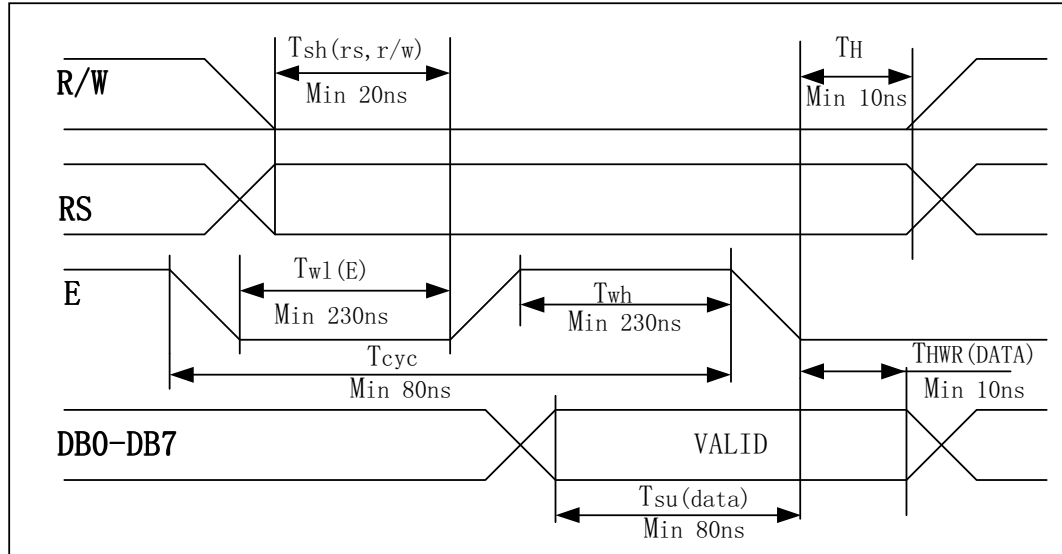 Tsh(rs,r/w)
Min 20ns
TH
Min 10ns
R/W
RS
E
Twl(E)
Min 230ns
Twh
Min 230ns
Tcyc
Min 80ns
THWR(DATA)
Min 10ns
DB0-DB7
VALID
Tsu(data)
Min 80ns